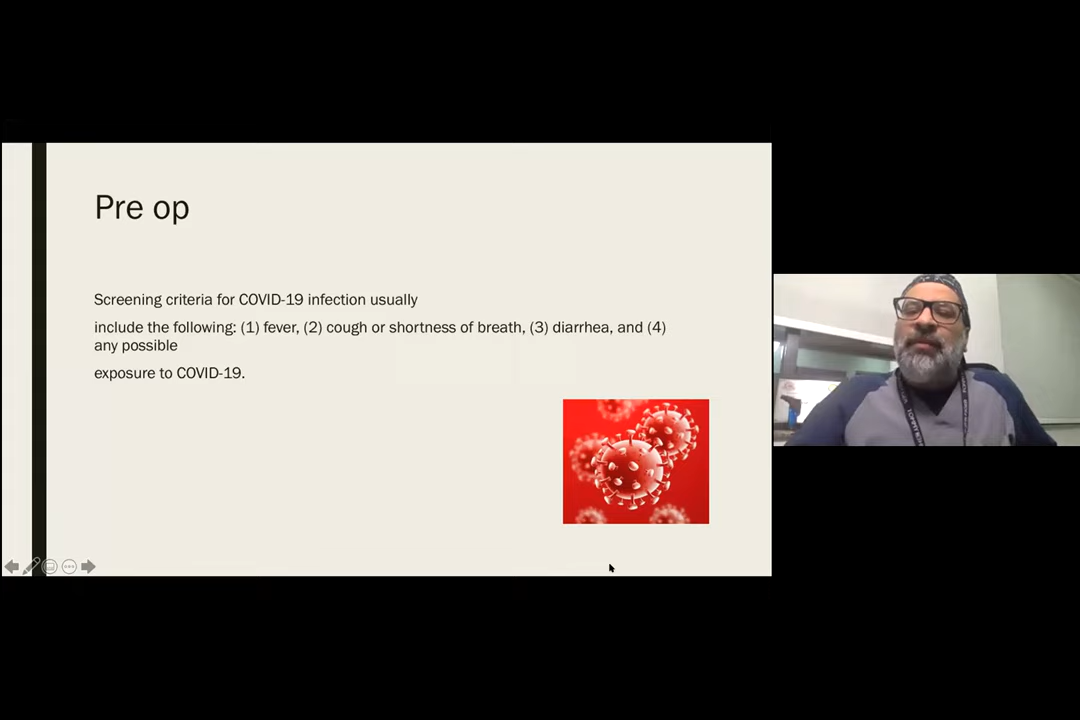 Pre op
Screening criteria for COVID-19 infection usually
include the following: (1) fever, (2) cough or shortness of breath, (3) diarrhea, and (4)
any possible
exposure to COVID-19.